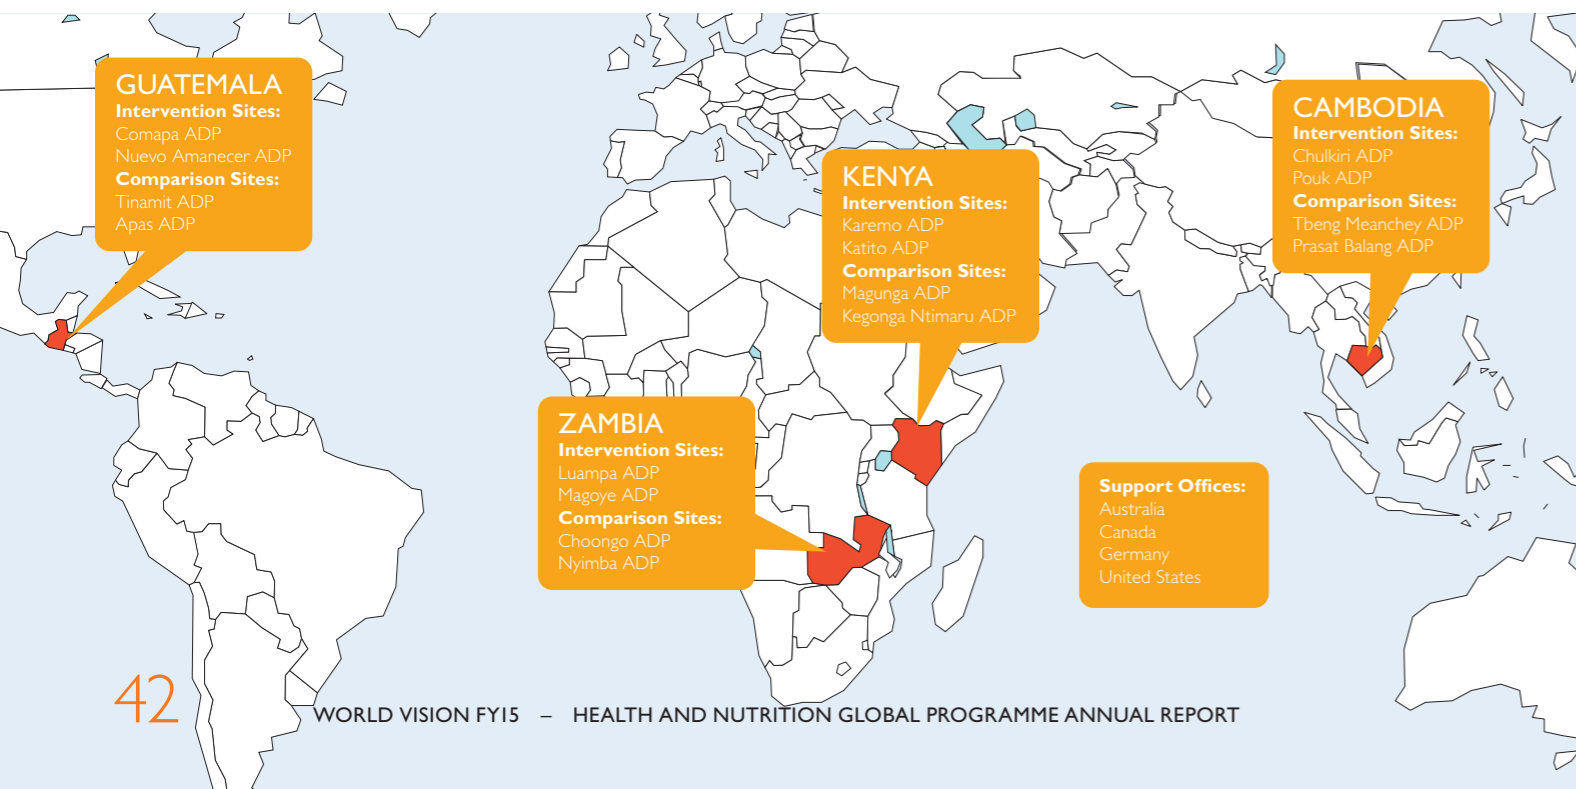 GUATEMALA
Intervention Sites:
Comapa ADP
Nuevo Amanecer ADP
Comparison Sites:
Tinamit ADP
Apas ADP
KENYA
Intervention Sites:
Karemo ADP
Katito ADP
Comparison Sites:
Magunga ADP
Kegonga Ntimaru ADP
CAMBODIA
Intervention Sites:
Chulkiri ADP
Pouk ADP
Comparison Sites:
Tbeng Meanchey ADP
Prasat Balang ADP
ZAMBIA
Intervention Sites:
Luampa ADP
Magoye ADP
Comparison Sites:
Choongo ADP
Nyimba ADP
Support Offices:
Australia
Canada
Germany
United States
42
WORLD VISION FY15 – HEALTH AND NUTRITION GLOBAL PROGRAMME ANNUAL REPORT